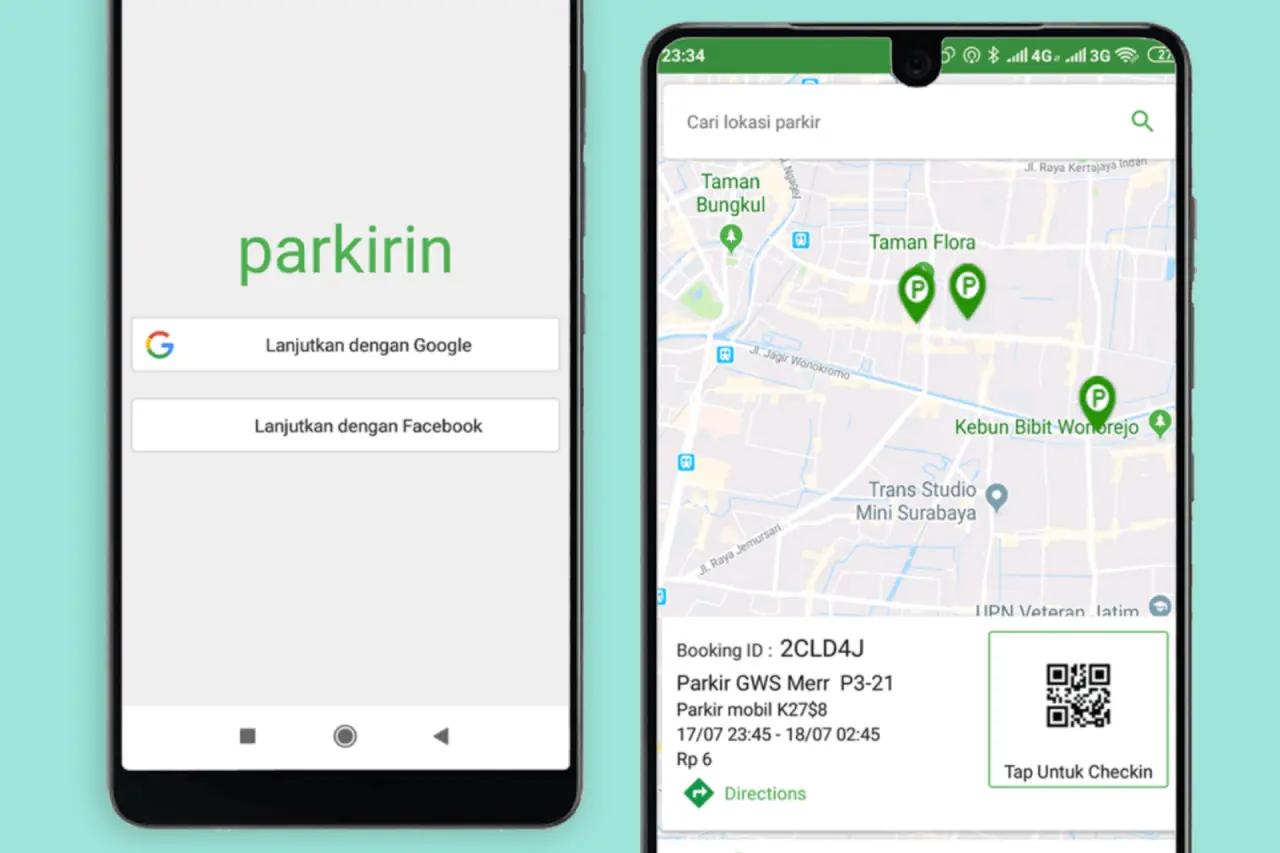 parkirin
Lanjutkan dengan Google
Lanjutkan dengan Facebook
23:34
4G
3G
27
Cari lokasi parkir
Jl. Raya Kertajaya Indah
Jl. Ngagel
Taman
Bungkul
Taman Flora
Jl. Jagir Wonokromo
Kebun Bibit Wonorejo
Trans Studio
Mini Surabaya
Jl. Raya Jemursari
UPN Veteran Jatim
Booking ID : 2CLD4J
Parkir GWS Merr P3-21
Parkir mobil K27$8
17/07 23:45 - 18/07 02:45
Rp 6
Directions
Tap Untuk Checkin